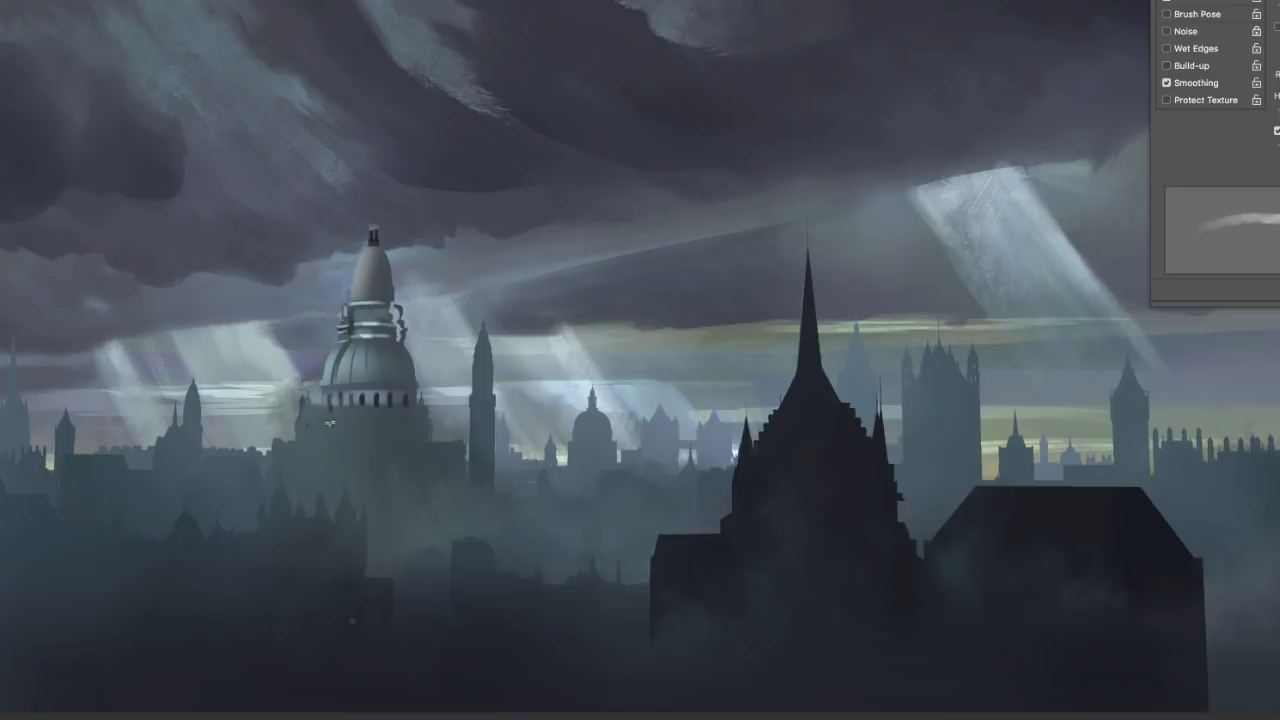 Brush Pose
Noise
Wet Edges
Build-up
Smoothing
Protect Texture